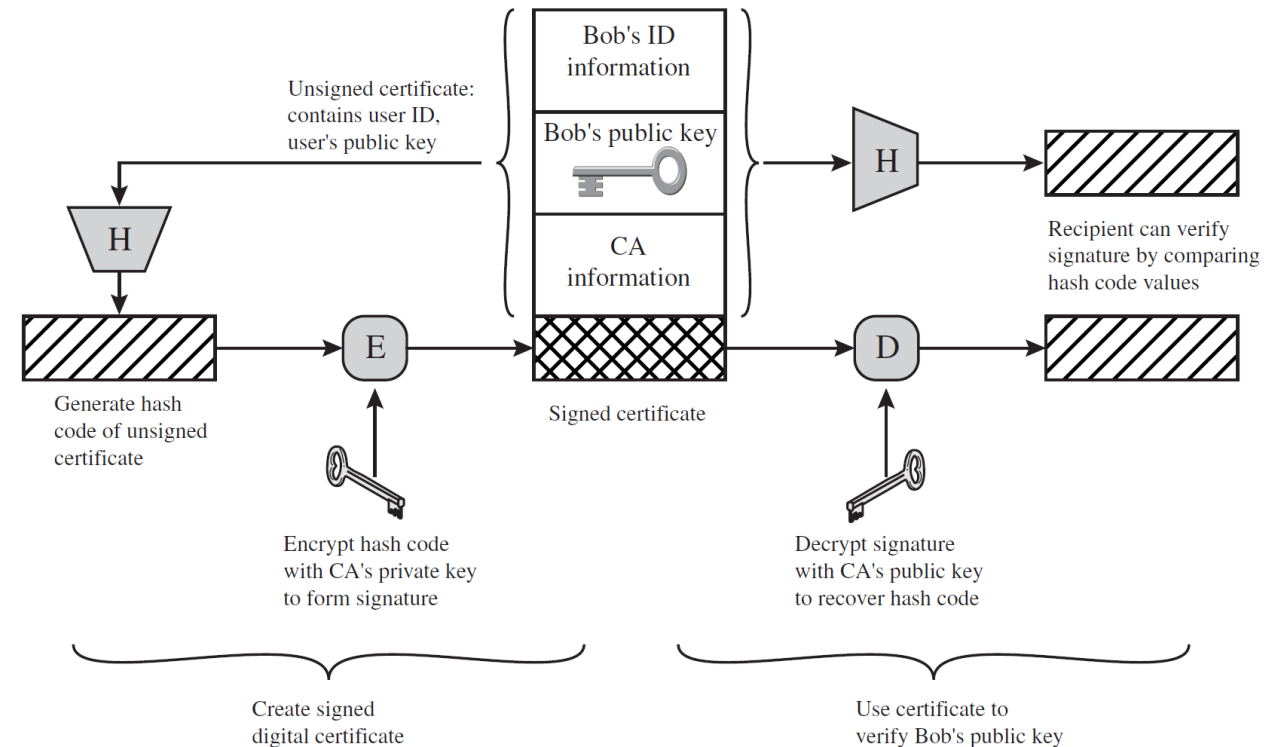 Bob's ID
information
Unsigned certificate:
contains user ID,
user's public key
Bob's public key
H
H
CA
information
Recipient can verify
signature by comparing
hash code values
E
D
Generate hash
code of unsigned
certificate
Signed certificate
Encrypt hash code
with CA's private key
to form signature
Decrypt signature
with CA's public key
to recover hash code
Create signed
digital certificate
Use certificate to
verify Bob's public key